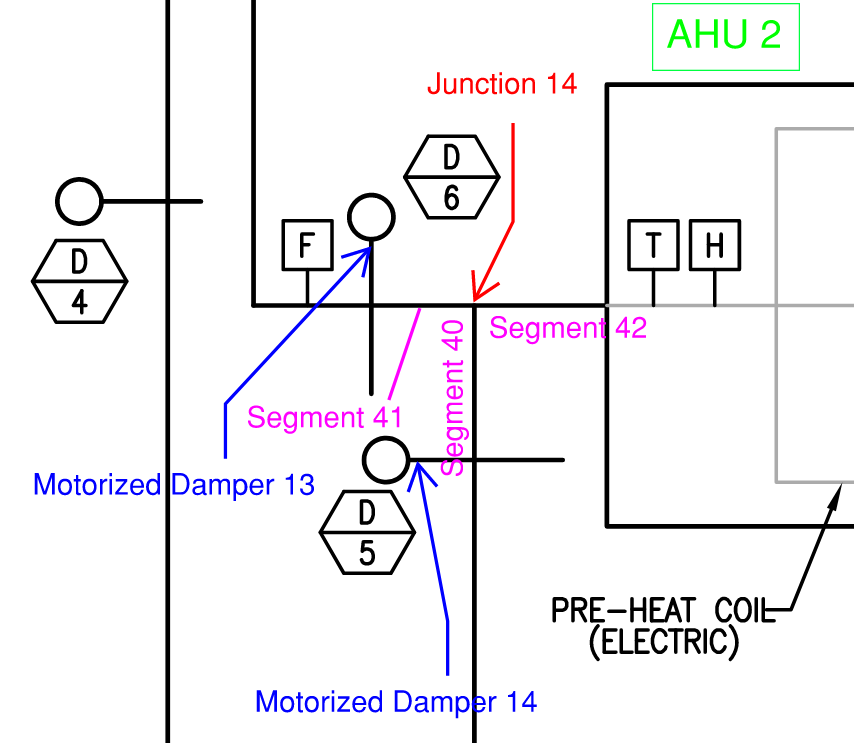 AHU 2
Junction 14
D
6
F
T
H
D
4
Segment 42
Segment 40
Segment 41
Motorized Damper 13
D
5
PRE-HEAT COIL
(ELECTRIC)
Motorized Damper 14